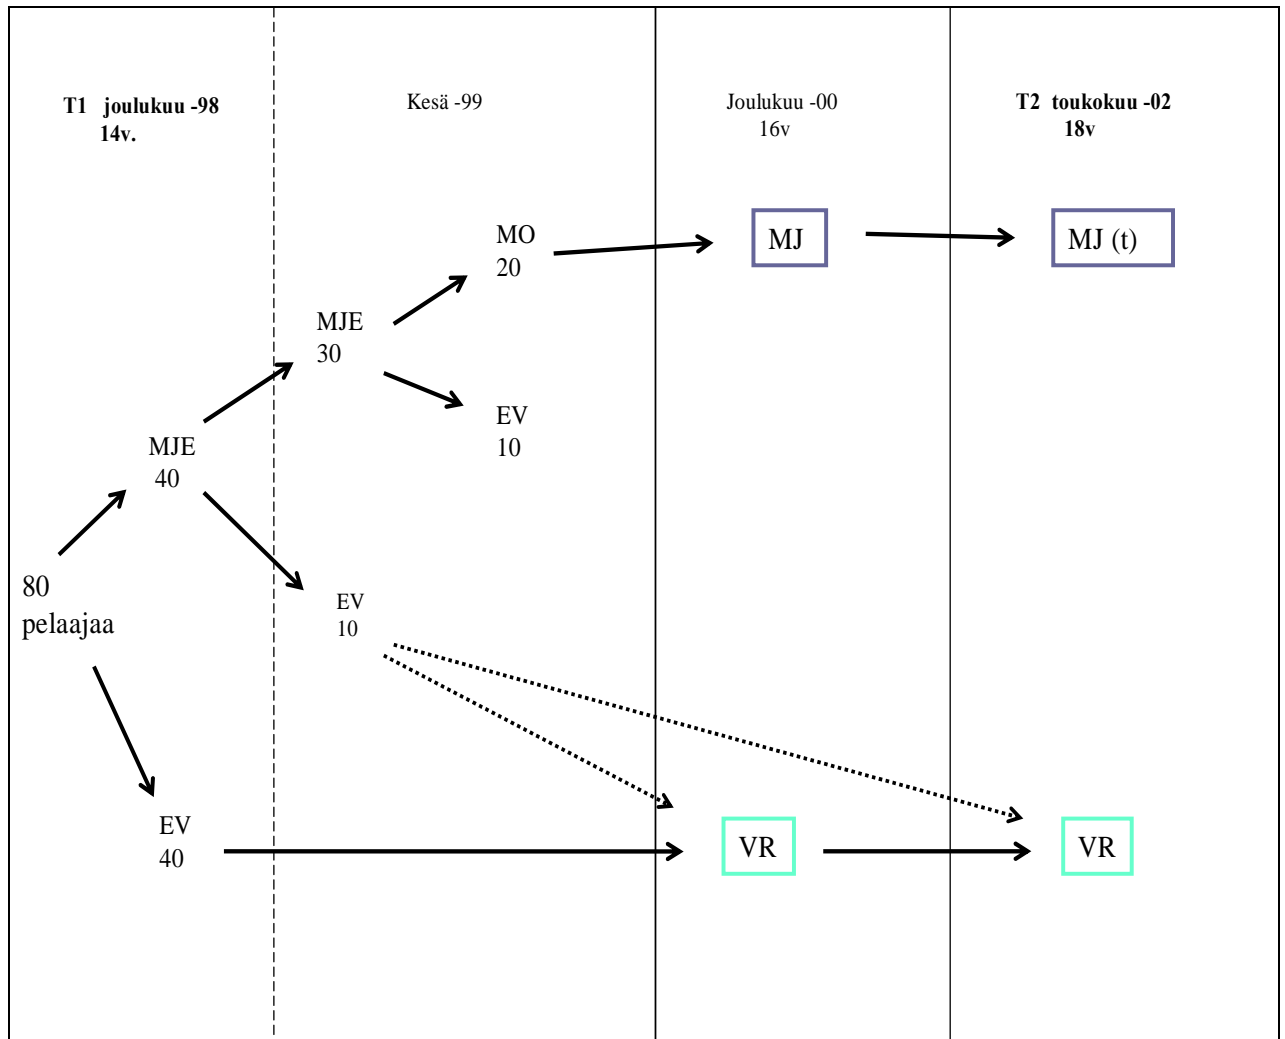 T1 joulukuu -98
14v.
Kesä -99
Joulukuu -00
16v
T2 toukokuu -02
18v
MO
20
MJ
MJ (t)
MJE
30
EV
10
MJE
40
80
pelaajaa
EV
10
EV
40
VR
VR